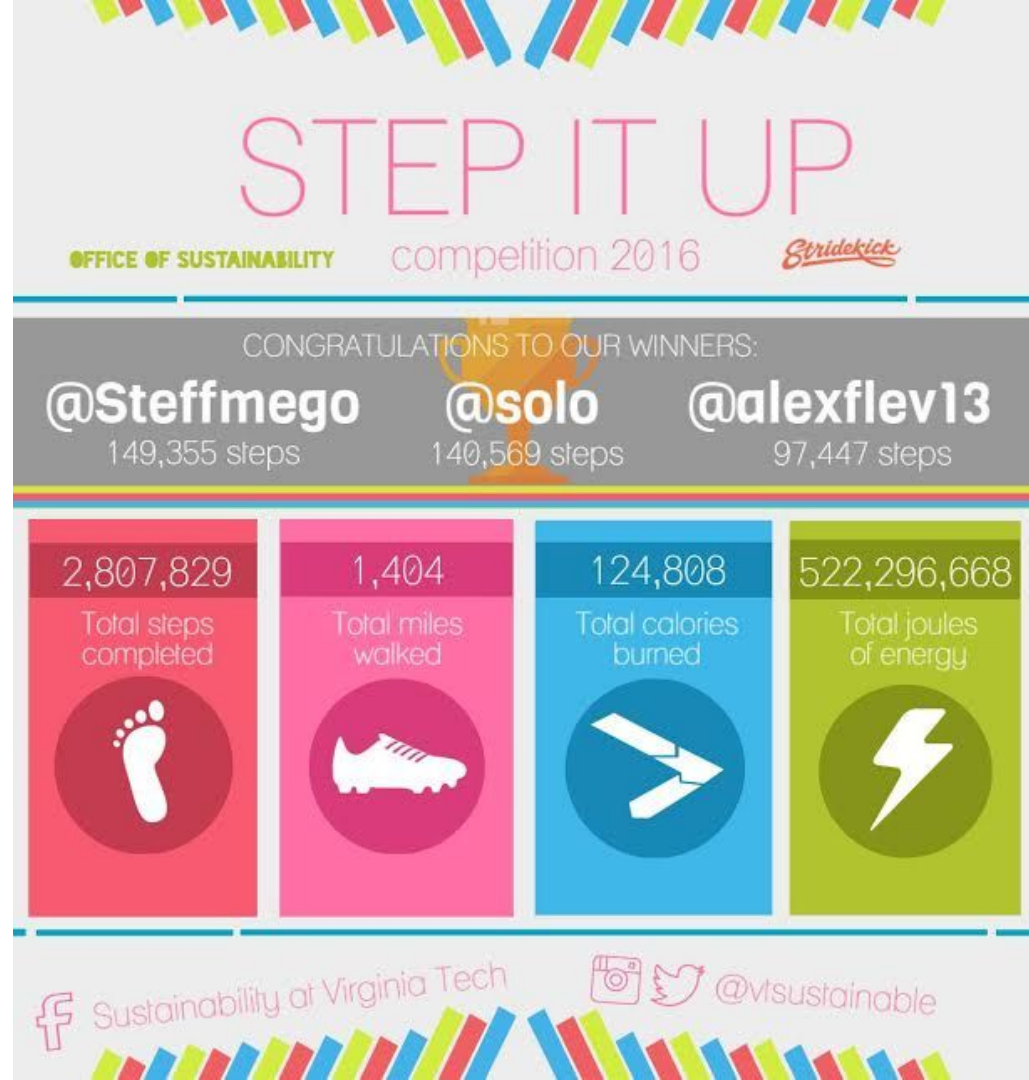 STEP IT UP
OFFICE OF SUSTAINABILITY competition 2016 Stridekick
CONGRATULATIONS TO OUR WINNERS:
@Steffmego @solo @alexflev13
149,355 steps 140,569 steps 97,447 steps
2,807,829 1,404 124,808 522,296,668
Total steps Total miles Total calories Total joules
completed walked burned of energy
Sustainability at Virginia Tech @vtsustainable